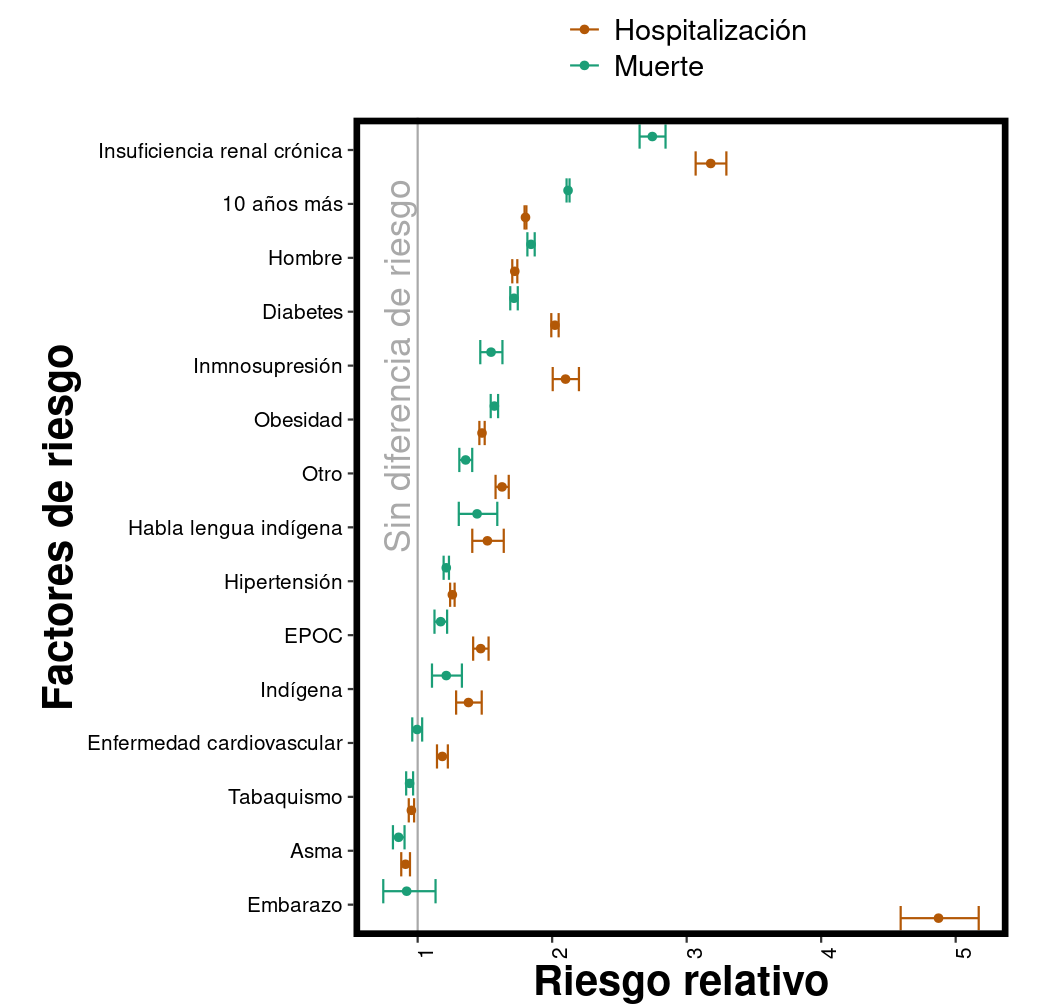 Hospitalización
Muerte
Factores de riesgo
Insuficiencia renal crónica
10 años más
Hombre
Diabetes
Inmnosupresión
Obesidad
Otro
Habla lengua indígena
Hipertensión
EPOC
Indígena
Enfermedad cardiovascular
Tabaquismo
Asma
Embarazo
Sin diferencia de riesgo
1 2 3 4 5
Riesgo relativo